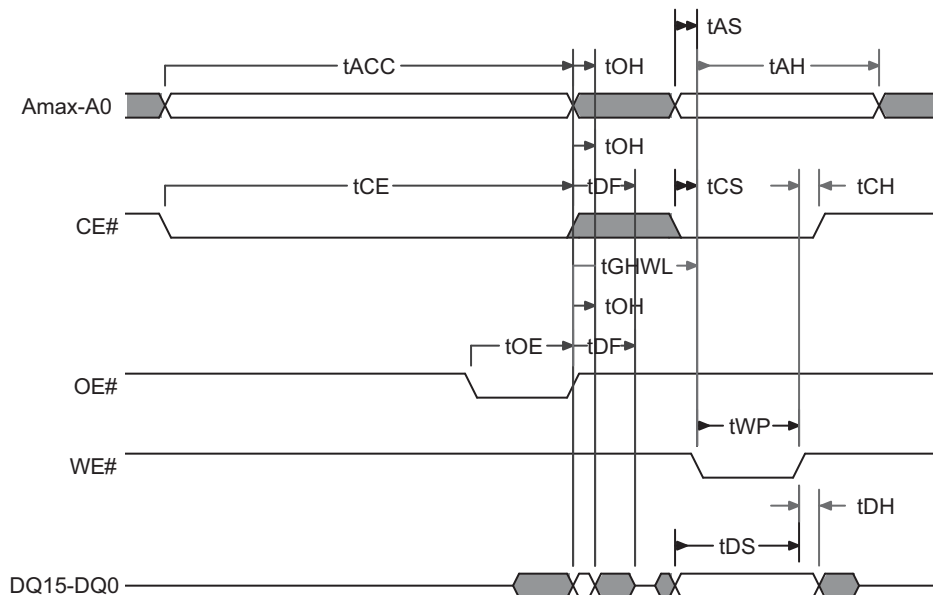 tAS
tACC
tOH
tAH
Amax-A0
tOH
tCE
tDF
tCS
tCH
CE#
tGHWL
tOH
tOE
tDF
OE#
tWP
WE#
tDH
tDS
DQ15-DQ0